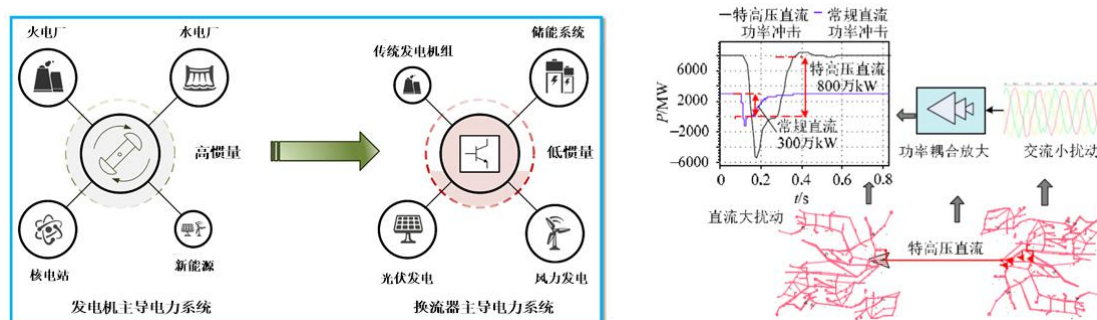 火电厂
水电厂
高惯量
核电站
新能源
发电机主导电力系统
传统发电机组
储能系统
低惯量
光伏发电
风力发电
换流器主导电力系统
特高压直流
功率冲击
常规直流
功率冲击
P/MW
6000
2000
-2000
-6000
0
0.2
0.4
0.6
0.8
t/s
特高压直流
800万kW
常规直流
300万kW
功率耦合放大
交流小扰动
直流大扰动
特高压直流